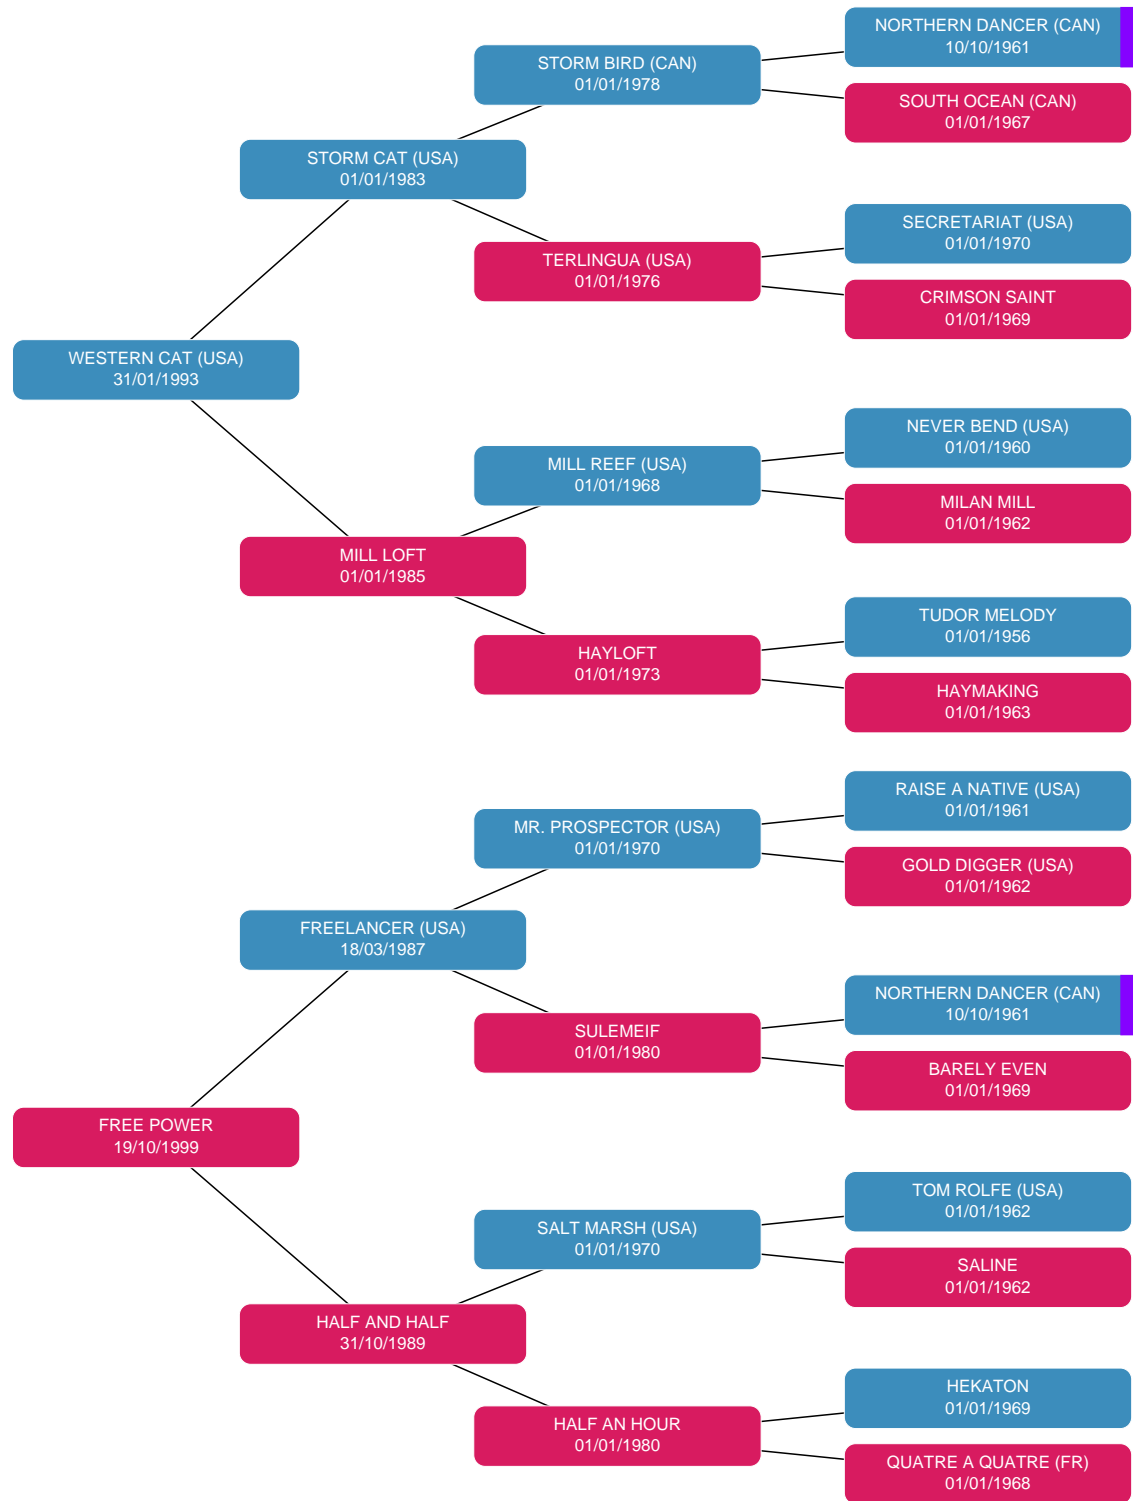 NORTHERN DANCER (CAN)
10/10/1961
STORM BIRD (CAN)
01/01/1978
SOUTH OCEAN (CAN)
01/01/1967
STORM CAT (USA)
01/01/1983
SECRETARIAT (USA)
01/01/1970
TERLINGUA (USA)
01/01/1976
CRIMSON SAINT
01/01/1969
WESTERN CAT (USA)
31/01/1993
NEVER BEND (USA)
01/01/1960
MILL REEF (USA)
01/01/1968
MILAN MILL
01/01/1962
MILL LOFT
01/01/1985
TUDOR MELODY
01/01/1956
HAYLOFT
01/01/1973
HAYMAKING
01/01/1963
RAISE A NATIVE (USA)
01/01/1961
MR. PROSPECTOR (USA)
01/01/1970
GOLD DIGGER (USA)
01/01/1962
FREELANCER (USA)
18/03/1987
NORTHERN DANCER (CAN)
10/10/1961
SULEMEIF
01/01/1980
BARELY EVEN
01/01/1969
FREE POWER
19/10/1999
TOM ROLFE (USA)
01/01/1962
SALT MARSH (USA)
01/01/1970
SALINE
01/01/1962
HALF AND HALF
31/10/1989
HEKATON
01/01/1969
HALF AN HOUR
01/01/1980
QUATRE A QUATRE (FR)
01/01/1968